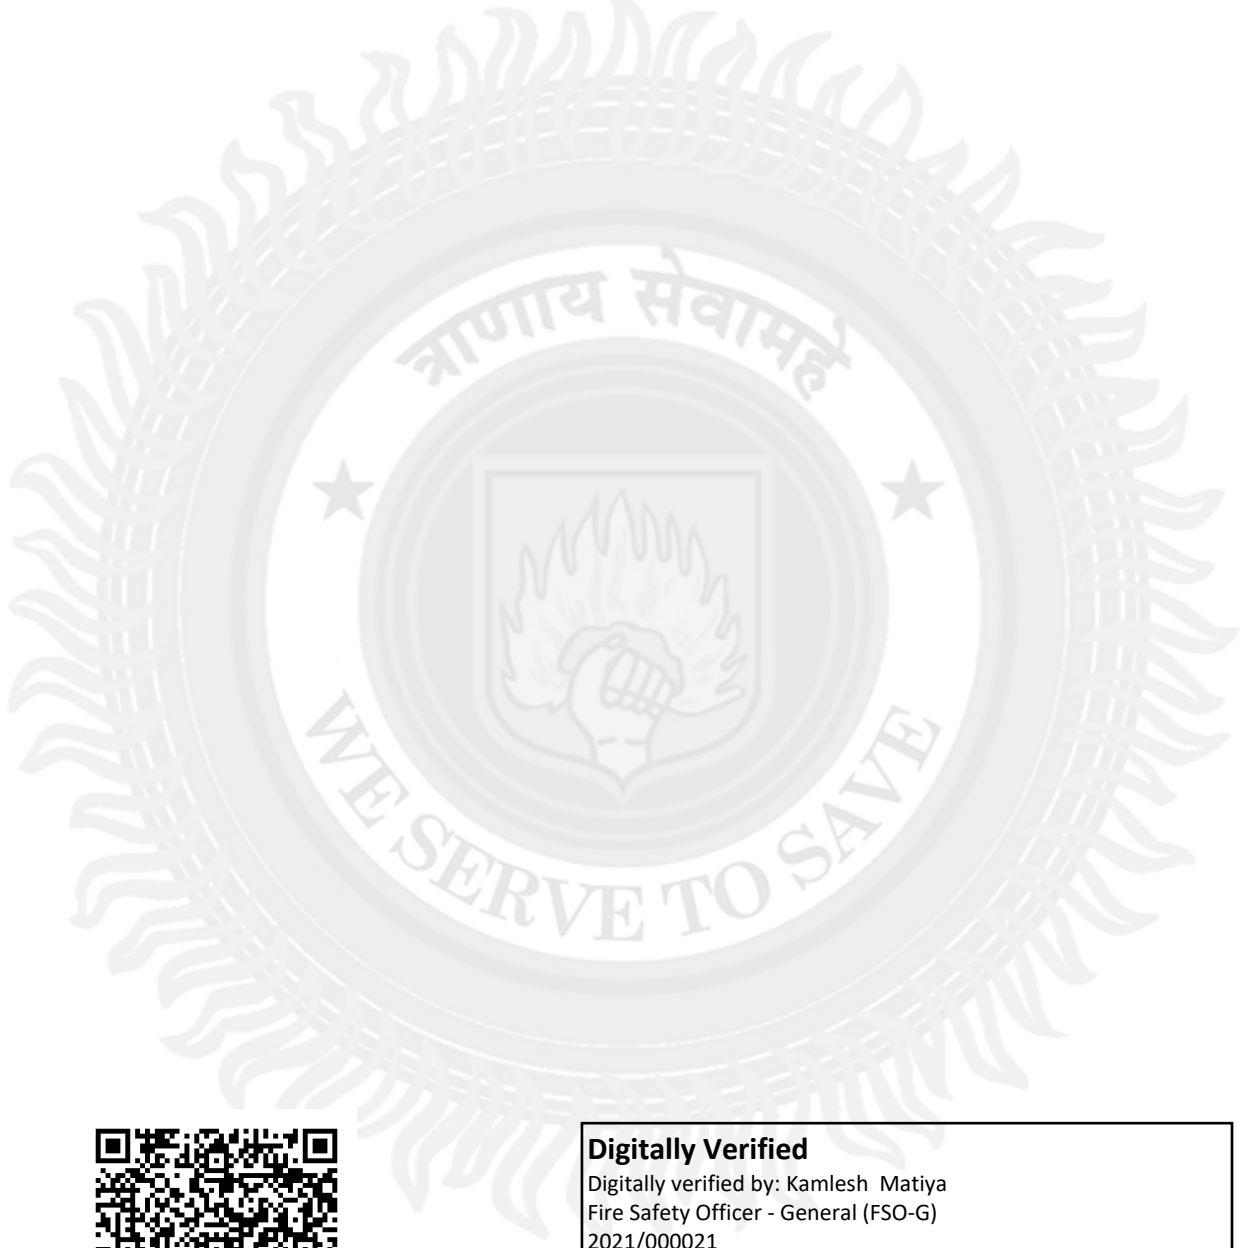 त्राणाय सेवामहे
WE SERVE TO SAVE
Digitally Verified
Digitally verified by: Kamlesh  Matiya
Fire Safety Officer - General (FSO-G)
2021/000021